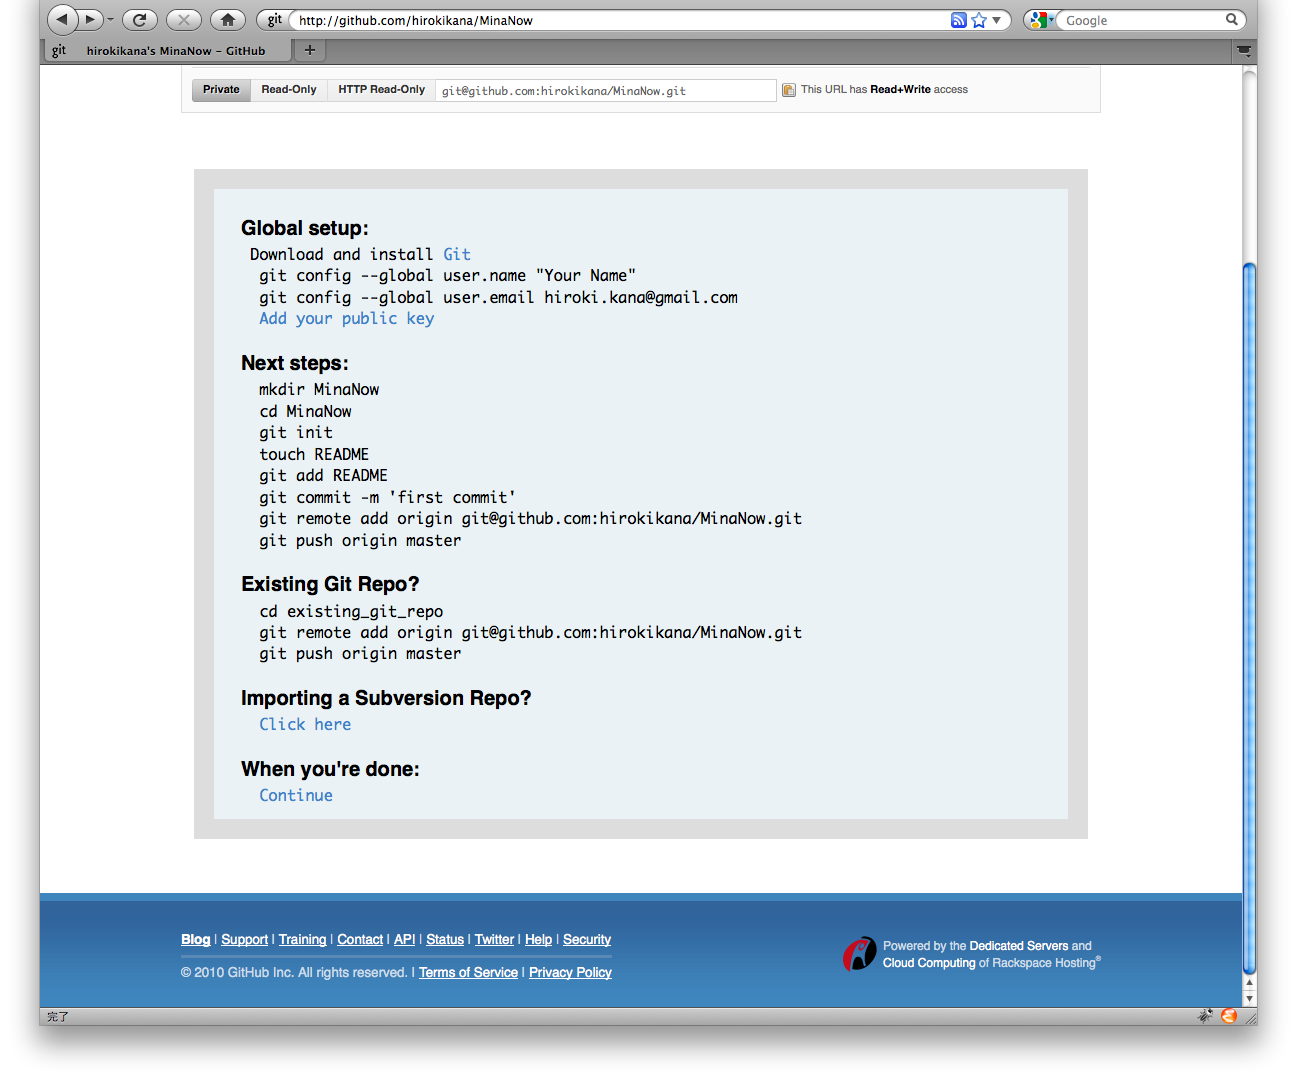 git http://github.com/hirokikana/MinaNow Google
git hirokikana's MinaNow – GitHub +
Private Read-Only HTTP Read-Only git@github.com:hirokikana/MinaNow.git This URL has Read+Write access
Global setup:
Download and install Git
git config --global user.name "Your Name"
git config --global user.email hiroki.kana@gmail.com
Add your public key
Next steps:
mkdir MinaNow
cd MinaNow
git init
touch README
git add README
git commit -m 'first commit'
git remote add origin git@github.com:hirokikana/MinaNow.git
git push origin master
Existing Git Repo?
cd existing_git_repo
git remote add origin git@github.com:hirokikana/MinaNow.git
git push origin master
Importing a Subversion Repo?
Click here
When you're done:
Continue
Blog | Support | Training | Contact | API | Status | Twitter | Help | Security
© 2010 GitHub Inc. All rights reserved. | Terms of Service | Privacy Policy
Powered by the Dedicated Servers and
Cloud Computing of Rackspace Hosting®
完了